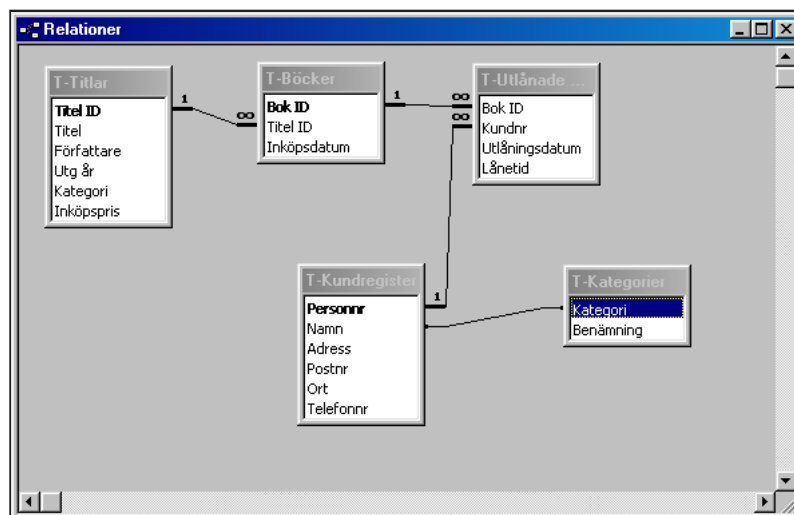 Relationer
T-Titlar
Titel ID
Titel
Författare
Utg år
Kategori
Inköpspris
1
∞
T-Böcker
Bok ID
Titel ID
Inköpsdatum
1
∞
∞
T-Utlånade ...
Bok ID
Kundnr
Utlåningsdatum
Lånetid
T-Kundregister
Personnr
Namn
Adress
Postnr
Ort
Telefonnr
1
T-Kategorier
Kategori
Benämning